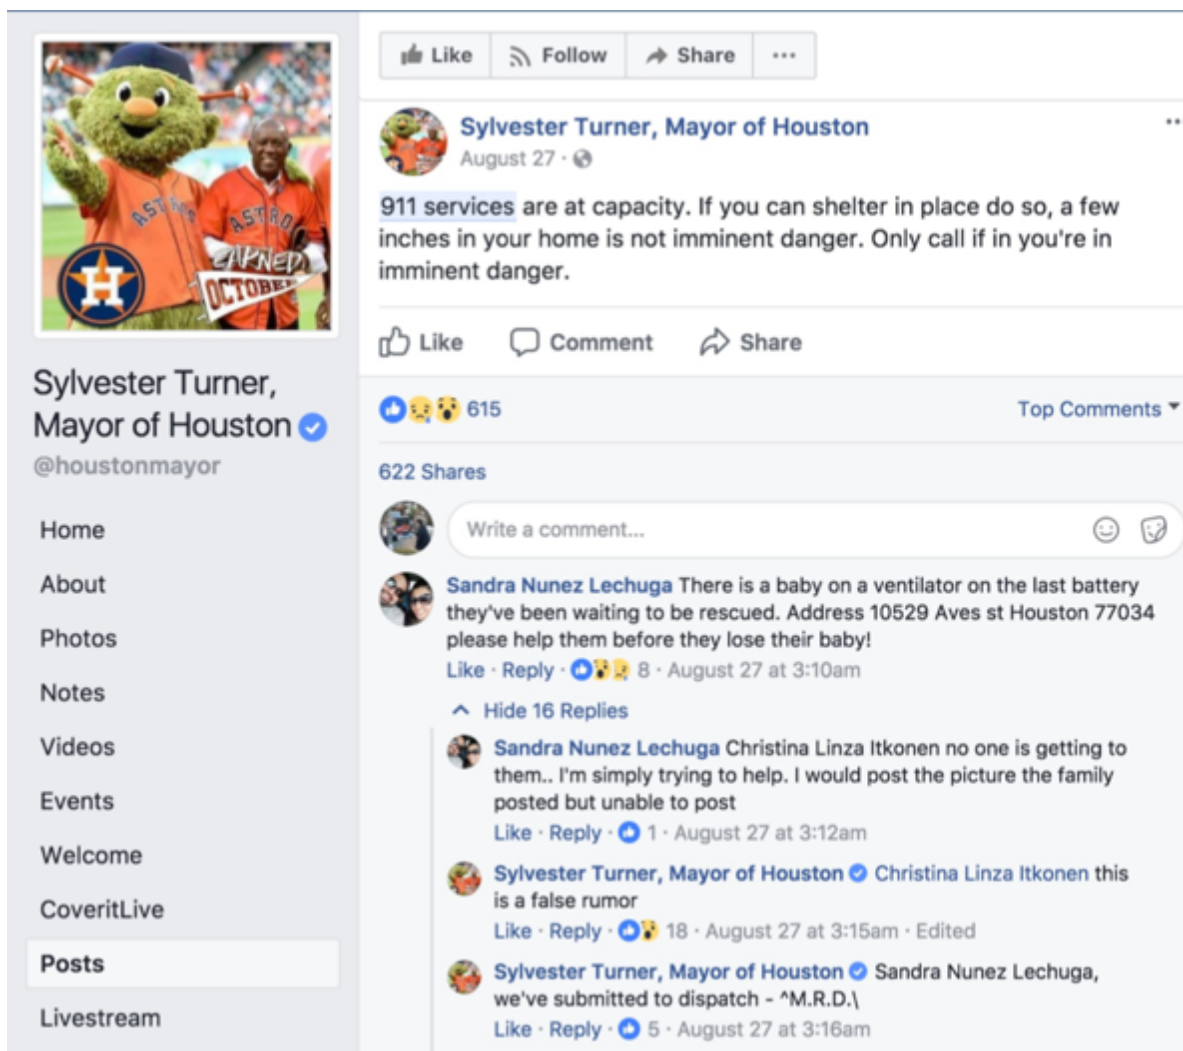 ASTROS
ASTRO
EARNED
OCTOBER
H
Sylvester Turner,
Mayor of Houston
@houstonmayor
Home
About
Photos
Notes
Videos
Events
Welcome
CoveritLive
Posts
Livestream
Like Follow Share ...
Sylvester Turner, Mayor of Houston
August 27 ·
911 services are at capacity. If you can shelter in place do so, a few
inches in your home is not imminent danger. Only call if in you're in
imminent danger.
Like Comment Share
615 Top Comments
622 Shares
Write a comment...
Sandra Nunez Lechuga There is a baby on a ventilator on the last battery
they've been waiting to be rescued. Address 10529 Aves st Houston 77034
please help them before they lose their baby!
Like · Reply · 8 · August 27 at 3:10am
Hide 16 Replies
Sandra Nunez Lechuga Christina Linza Itkonen no one is getting to
them.. I'm simply trying to help. I would post the picture the family
posted but unable to post
Like · Reply · 1 · August 27 at 3:12am
Sylvester Turner, Mayor of Houston Christina Linza Itkonen this
is a false rumor
Like · Reply · 18 · August 27 at 3:15am · Edited
Sylvester Turner, Mayor of Houston Sandra Nunez Lechuga,
we've submitted to dispatch - ^M.R.D.\
Like · Reply · 5 · August 27 at 3:16am